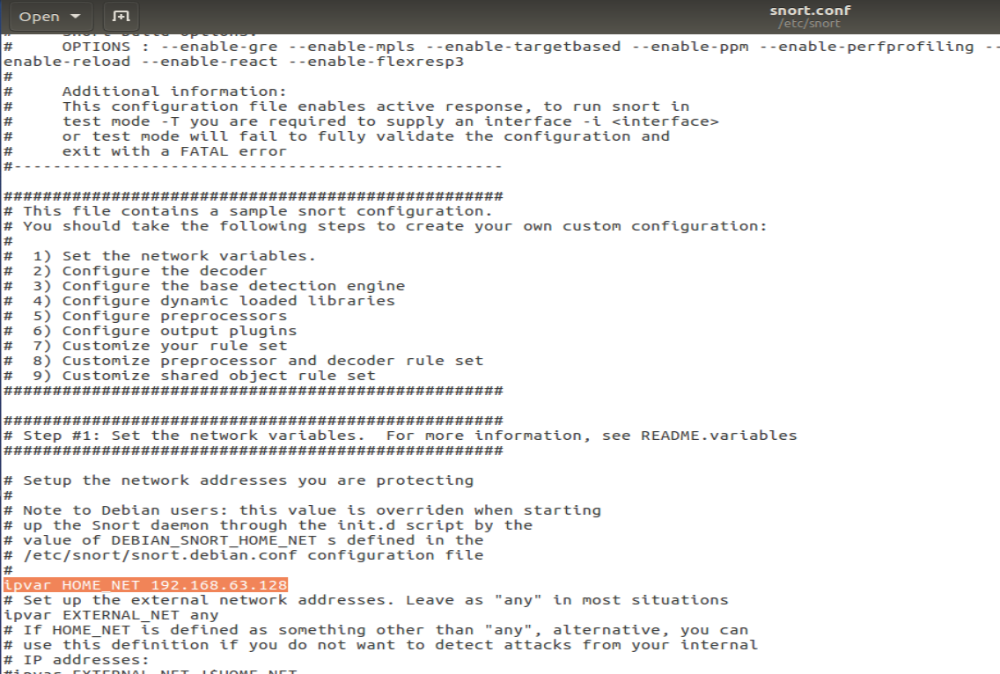 Open
snort.conf
/etc/snort
# Snort build options:
# OPTIONS : --enable-gre --enable-mpls --enable-targetbased --enable-ppm --enable-perfprofiling --
enable-reload --enable-react --enable-flexresp3
#
# Additional information:
# This configuration file enables active response, to run snort in
# test mode -T you are required to supply an interface -i <interface>
# or test mode will fail to fully validate the configuration and
# exit with a FATAL error
#--------------------------------------------------

###################################################
# This file contains a sample snort configuration.
# You should take the following steps to create your own custom configuration:
#
#  1) Set the network variables.
#  2) Configure the decoder
#  3) Configure the base detection engine
#  4) Configure dynamic loaded libraries
#  5) Configure preprocessors
#  6) Configure output plugins
#  7) Customize your rule set
#  8) Customize preprocessor and decoder rule set
#  9) Customize shared object rule set
###################################################

###################################################
# Step #1: Set the network variables.  For more information, see README.variables
###################################################

# Setup the network addresses you are protecting
#
# Note to Debian users: this value is overriden when starting
# up the Snort daemon through the init.d script by the
# value of DEBIAN_SNORT_HOME_NET s defined in the
# /etc/snort/snort.debian.conf configuration file
#
ipvar HOME_NET 192.168.63.128
# Set up the external network addresses. Leave as "any" in most situations
ipvar EXTERNAL_NET any
# If HOME_NET is defined as something other than "any", alternative, you can
# use this definition if you do not want to detect attacks from your internal
# IP addresses:
#ipvar EXTERNAL_NET !$HOME_NET